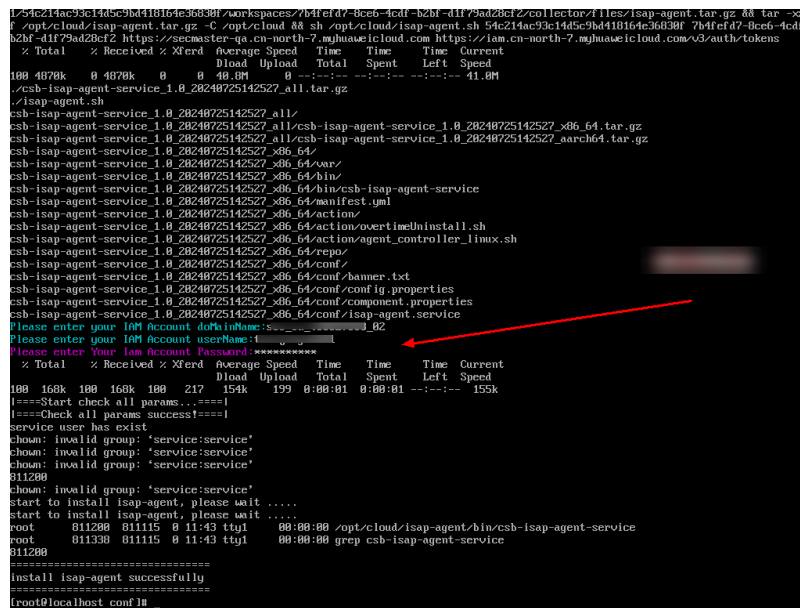 l/54c214ac93c14d5c9bd418164e36830f/workspaces/7b4fefd7-8ce6-4cdf-b2bf-d1f79ad28cf2/collector/files/isap-agent.tar.gz && tar -x
f /opt/cloud/isap-agent.tar.gz -C /opt/cloud && sh /opt/cloud/isap-agent.sh 54c214ac93c14d5c9bd418164e36830f 7b4fefd7-8ce6-4cdf-
b2bf-d1f79ad28cf2 https://secmaster-qa.cn-north-7.myhuaweicloud.com https://iam.cn-north-7.myhuaweicloud.com/v3/auth/tokens
% Total % Received % Xferd Average Speed Time Time Time Current
Dload Upload Total Spent Left Speed
100 4870k 0 4870k 0 0 40.8M 0 --:--:-- --:--:-- --:--:-- 41.0M
./csb-isap-agent-service_1.0_20240725142527_all.tar.gz
./isap-agent.sh
csb-isap-agent-service_1.0_20240725142527_all/
csb-isap-agent-service_1.0_20240725142527_all/csb-isap-agent-service_1.0_20240725142527_x86_64.tar.gz
csb-isap-agent-service_1.0_20240725142527_all/csb-isap-agent-service_1.0_20240725142527_aarch64.tar.gz
csb-isap-agent-service_1.0_20240725142527_x86_64/
csb-isap-agent-service_1.0_20240725142527_x86_64/var/
csb-isap-agent-service_1.0_20240725142527_x86_64/bin/
csb-isap-agent-service_1.0_20240725142527_x86_64/bin/csb-isap-agent-service
csb-isap-agent-service_1.0_20240725142527_x86_64/manifest.yml
csb-isap-agent-service_1.0_20240725142527_x86_64/action/
csb-isap-agent-service_1.0_20240725142527_x86_64/action/overtimeUninstall.sh
csb-isap-agent-service_1.0_20240725142527_x86_64/action/agent_controller_linux.sh
csb-isap-agent-service_1.0_20240725142527_x86_64/repo/
csb-isap-agent-service_1.0_20240725142527_x86_64/conf/
csb-isap-agent-service_1.0_20240725142527_x86_64/conf/banner.txt
csb-isap-agent-service_1.0_20240725142527_x86_64/conf/config.properties
csb-isap-agent-service_1.0_20240725142527_x86_64/conf/component.properties
csb-isap-agent-service_1.0_20240725142527_x86_64/conf/isap-agent.service
Please enter your IAM Account doMainName:
Please enter your IAM Account userName:
Please enter Your Iam Account Password:**********
% Total % Received % Xferd Average Speed Time Time Time Current
Dload Upload Total Spent Left Speed
100 168k 100 168k 100 217 154k 199 0:00:01 0:00:01 --:--:-- 155k
|====Start check all params...====|
|====Check all params success!====|
service user has exist
chown: invalid group: ‘service:service’
chown: invalid group: ‘service:service’
chown: invalid group: ‘service:service’
811200
chown: invalid group: ‘service:service’
start to install isap-agent, please wait .....
start to install isap-agent, please wait .....
root 811200 811115 0 11:43 tty1 00:00:00 /opt/cloud/isap-agent/bin/csb-isap-agent-service
root 811338 811115 0 11:43 tty1 00:00:00 grep csb-isap-agent-service
811200
================================
install isap-agent successfully
================================
[root@localhost conf]# _